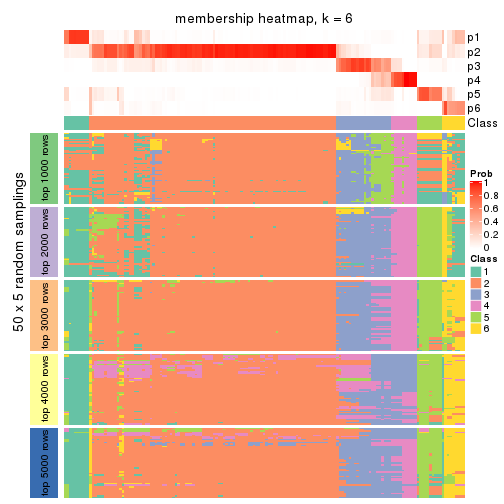 membership heatmap, k = 6
p1
p2
p3
p4
p5
p6
Class
50 x 5 random samplings
top 1000 rows
top 2000 rows
top 3000 rows
top 4000 rows
top 5000 rows
Prob
1
0.8
0.6
0.4
0.2
0
Class
1
2
3
4
5
6